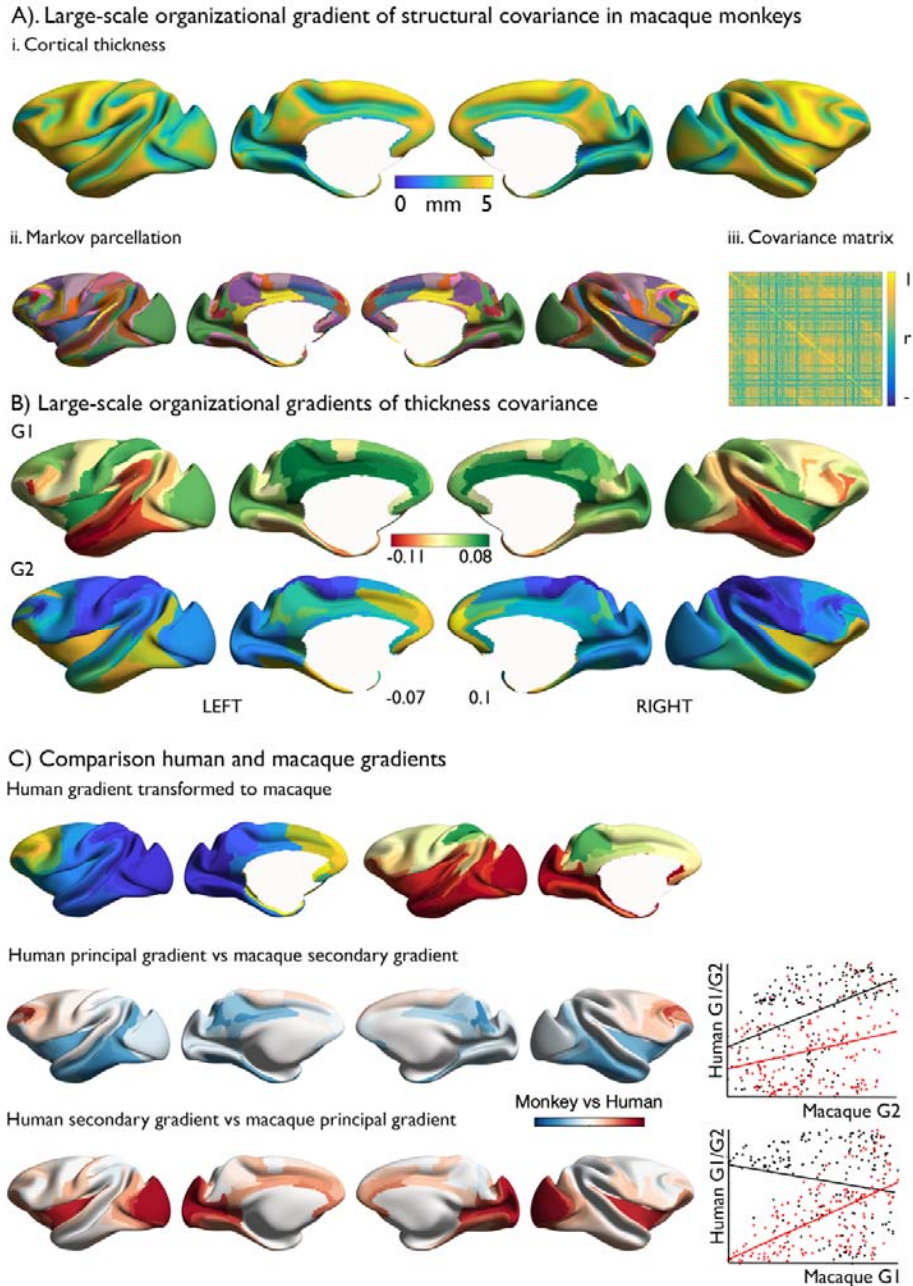 A). Large-scale organizational gradient of structural covariance in macaque monkeys
i. Cortical thickness
0 mm 5
ii. Markov parcellation
iii. Covariance matrix
I
r
-
B) Large-scale organizational gradients of thickness covariance
G1
-0.11 0.08
G2
-0.07 0.1
LEFT RIGHT
C) Comparison human and macaque gradients
Human gradient transformed to macaque
Human principal gradient vs macaque secondary gradient
Human G1/G2
Macaque G2
Monkey vs Human
Human secondary gradient vs macaque principal gradient
Human G1/G2
Macaque G1